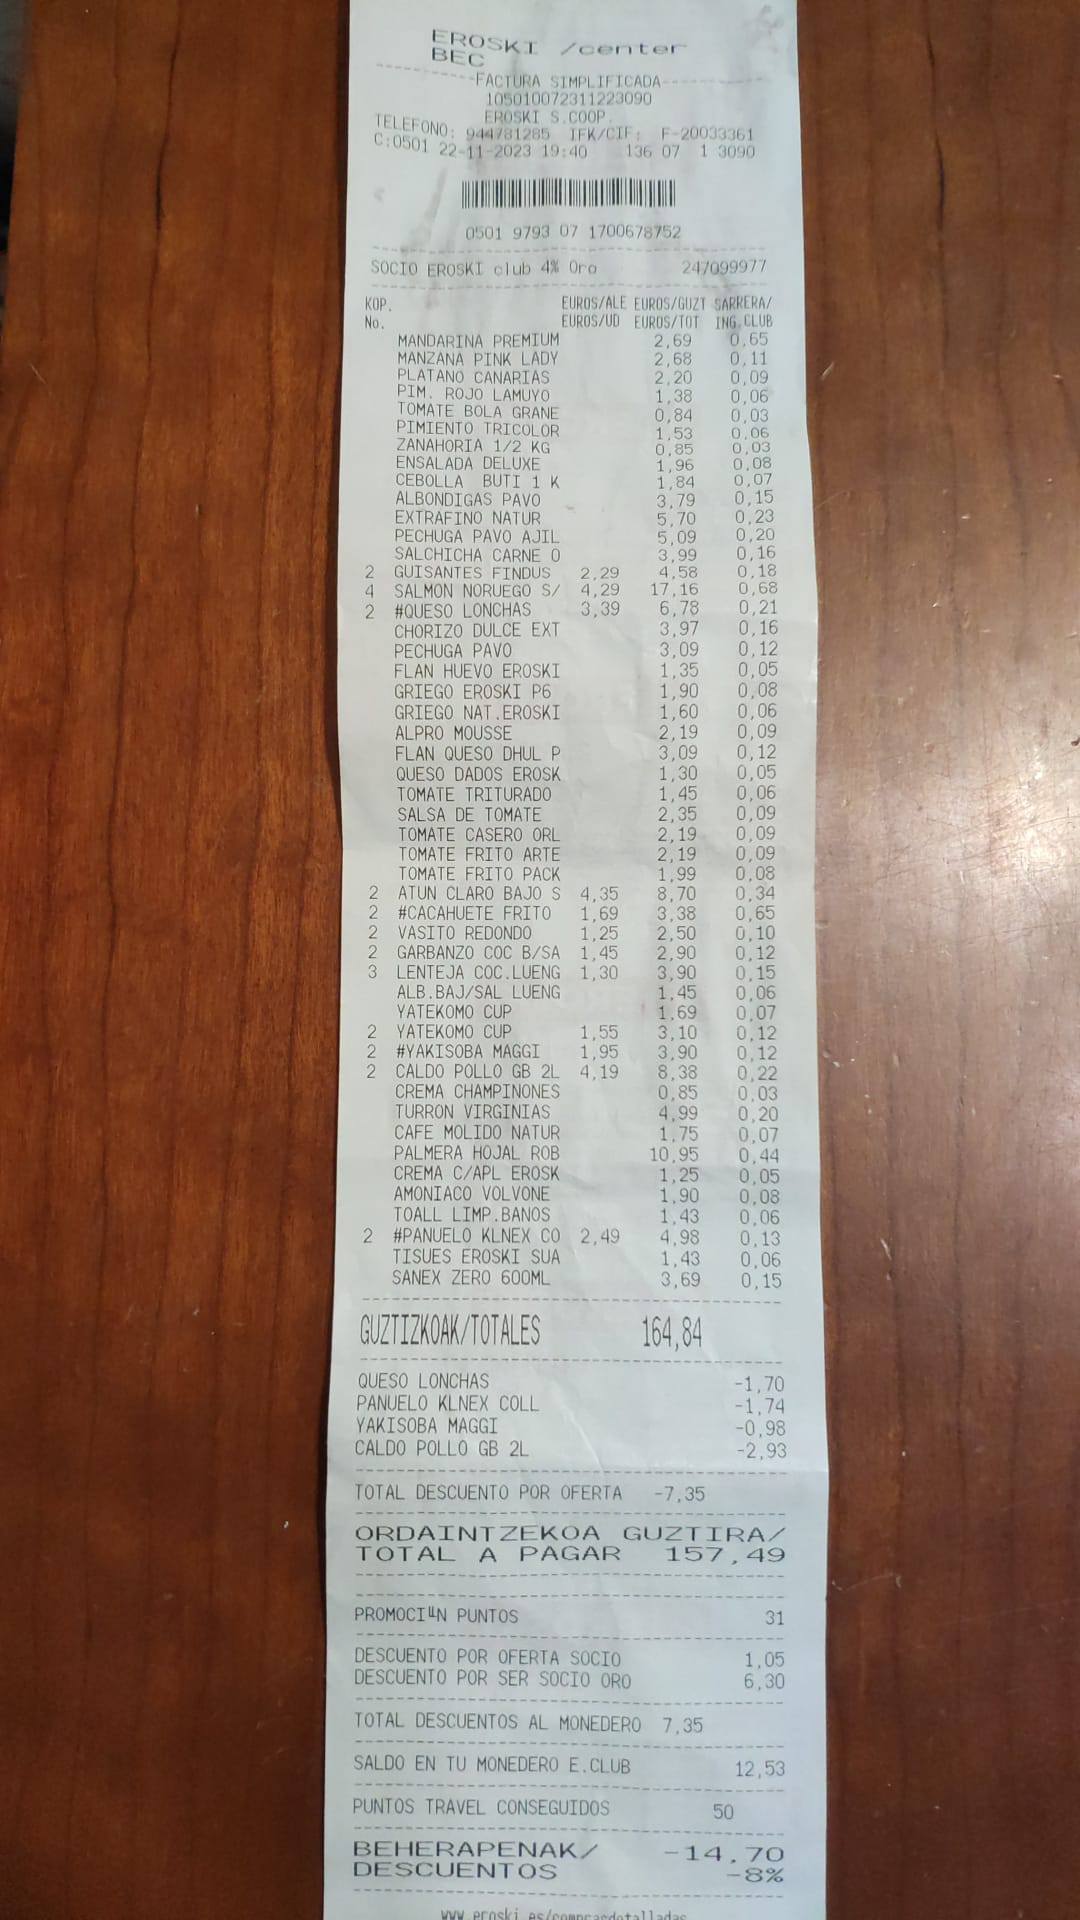 EROSKI /center
BEC
FACTURA SIMPLIFICADA
105010072311223090
EROSKI S.COOP.
TELEFONO: 944781285 IFK/CIF: F-20033361
C:0501 22-11-2023 19:40 136 07 1 3090
0501 9793 07 1700678752
SOCIO EROSKI club 4% Oro 247099977
KOP. EUROS/ALE EUROS/GUZT SARRERA/
No. EUROS/UD EUROS/TOT ING.CLUB
MANDARINA PREMIUM 2,69 0,65
MANZANA PINK LADY 2,68 0,11
PLATANO CANARIAS 2,20 0,09
PIM. ROJO LAMUYO 1,38 0,06
TOMATE BOLA GRANE 0,84 0,03
PIMIENTO TRICOLOR 1,53 0,06
ZANAHORIA 1/2 KG 0,85 0,03
ENSALADA DELUXE 1,96 0,08
CEBOLLA BUTI 1 K 1,84 0,07
ALBONDIGAS PAVO 3,79 0,15
EXTRAFINO NATUR 5,70 0,23
PECHUGA PAVO AJIL 5,09 0,20
SALCHICHA CARNE O 3,99 0,16
2 GUISANTES FINDUS 2,29 4,58 0,18
4 SALMON NORUEGO S/ 4,29 17,16 0,68
2 #QUESO LONCHAS 3,39 6,78 0,21
CHORIZO DULCE EXT 3,97 0,16
PECHUGA PAVO 3,09 0,12
FLAN HUEVO EROSKI 1,35 0,05
GRIEGO EROSKI P6 1,90 0,08
GRIEGO NAT.EROSKI 1,60 0,06
ALPRO MOUSSE 2,19 0,09
FLAN QUESO DHUL P 3,09 0,12
QUESO DADOS EROSK 1,30 0,05
TOMATE TRITURADO 1,45 0,06
SALSA DE TOMATE 2,35 0,09
TOMATE CASERO ORL 2,19 0,09
TOMATE FRITO ARTE 2,19 0,09
TOMATE FRITO PACK 1,99 0,08
2 ATUN CLARO BAJO S 4,35 8,70 0,34
2 #CACAHUETE FRITO 1,69 3,38 0,65
2 VASITO REDONDO 1,25 2,50 0,10
2 GARBANZO COC B/SA 1,45 2,90 0,12
3 LENTEJA COC.LUENG 1,30 3,90 0,15
ALB.BAJ/SAL LUENG 1,45 0,06
YATEKOMO CUP 1,69 0,07
2 YATEKOMO CUP 1,55 3,10 0,12
2 #YAKISOBA MAGGI 1,95 3,90 0,12
2 CALDO POLLO GB 2L 4,19 8,38 0,22
CREMA CHAMPINONES 0,85 0,03
TURRON VIRGINIAS 4,99 0,20
CAFE MOLIDO NATUR 1,75 0,07
PALMERA HOJAL ROB 10,95 0,44
CREMA C/APL EROSK 1,25 0,05
AMONIACO VOLVONE 1,90 0,08
TOALL LIMP.BANOS 1,43 0,06
2 #PANUELO KLNEX CO 2,49 4,98 0,13
TISUES EROSKI SUA 1,43 0,06
SANEX ZERO 600ML 3,69 0,15
GUZTIZKOAK/TOTALES 164,84
QUESO LONCHAS -1,70
PANUELO KLNEX COLL -1,74
YAKISOBA MAGGI -0,98
CALDO POLLO GB 2L -2,93
TOTAL DESCUENTO POR OFERTA -7,35
ORDAINTZEKOA GUZTIRA/
TOTAL A PAGAR 157,49
PROMOCI╙N PUNTOS 31
DESCUENTO POR OFERTA SOCIO 1,05
DESCUENTO POR SER SOCIO ORO 6,30
TOTAL DESCUENTOS AL MONEDERO 7,35
SALDO EN TU MONEDERO E.CLUB 12,53
PUNTOS TRAVEL CONSEGUIDOS 50
BEHERAPENAK/ -14,70
DESCUENTOS -8%
www.eroski.es/comprasdetalladas